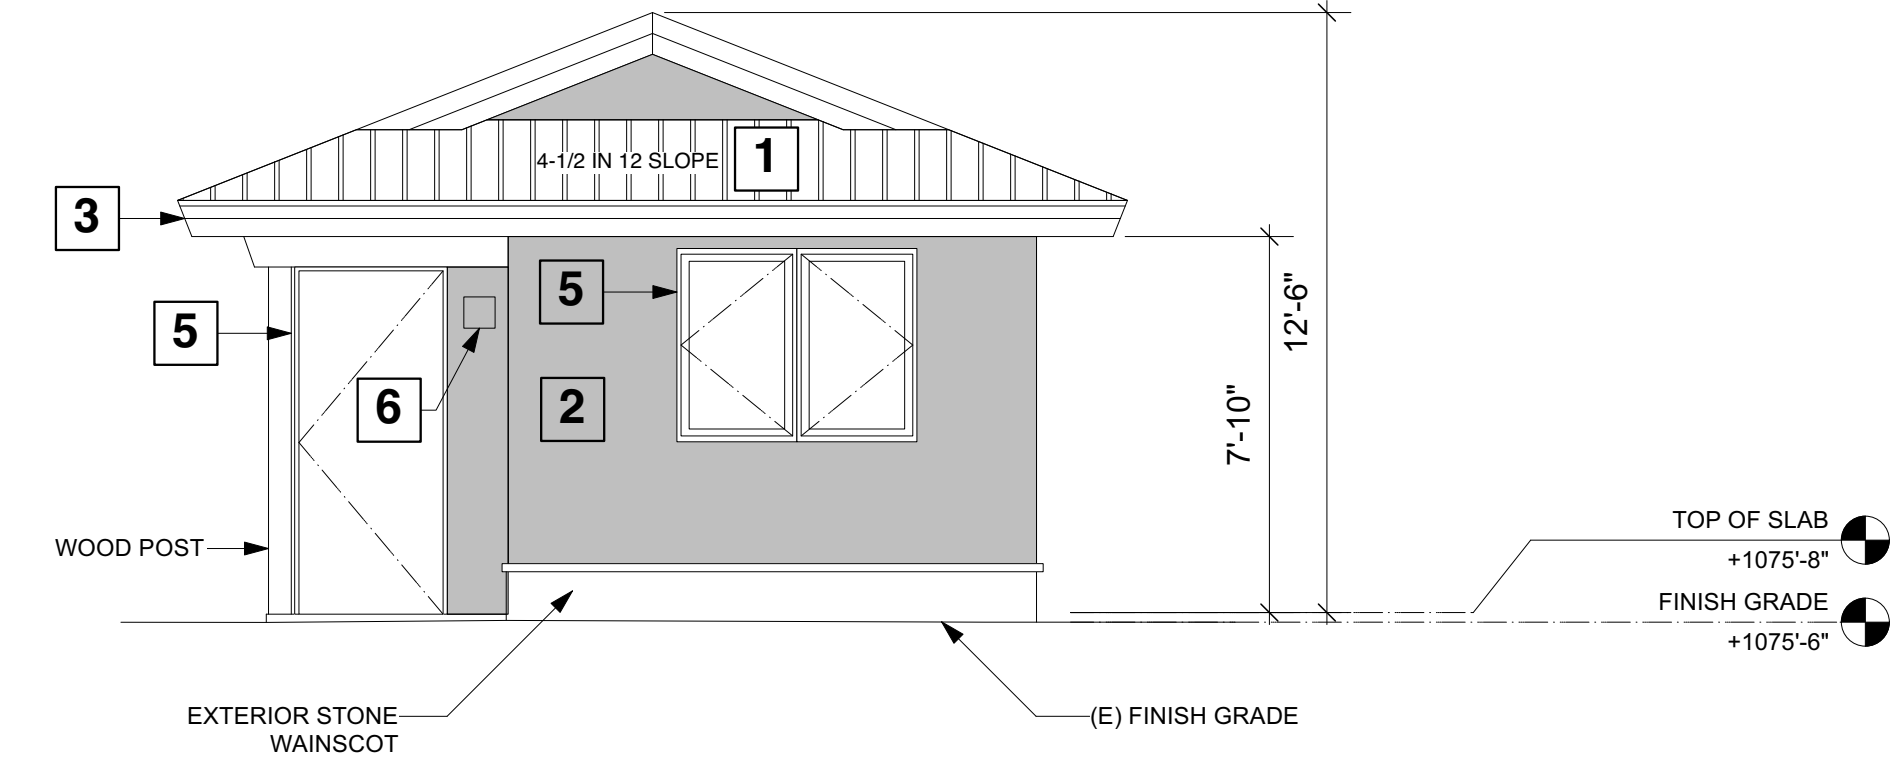 4-1/2 IN 12 SLOPE
1
3
5
5
6
2
12'-6"
7'-10"
WOOD POST
TOP OF SLAB
+1075'-8"
FINISH GRADE
+1075'-6"
EXTERIOR STONE
WAINSCOT
(E) FINISH GRADE